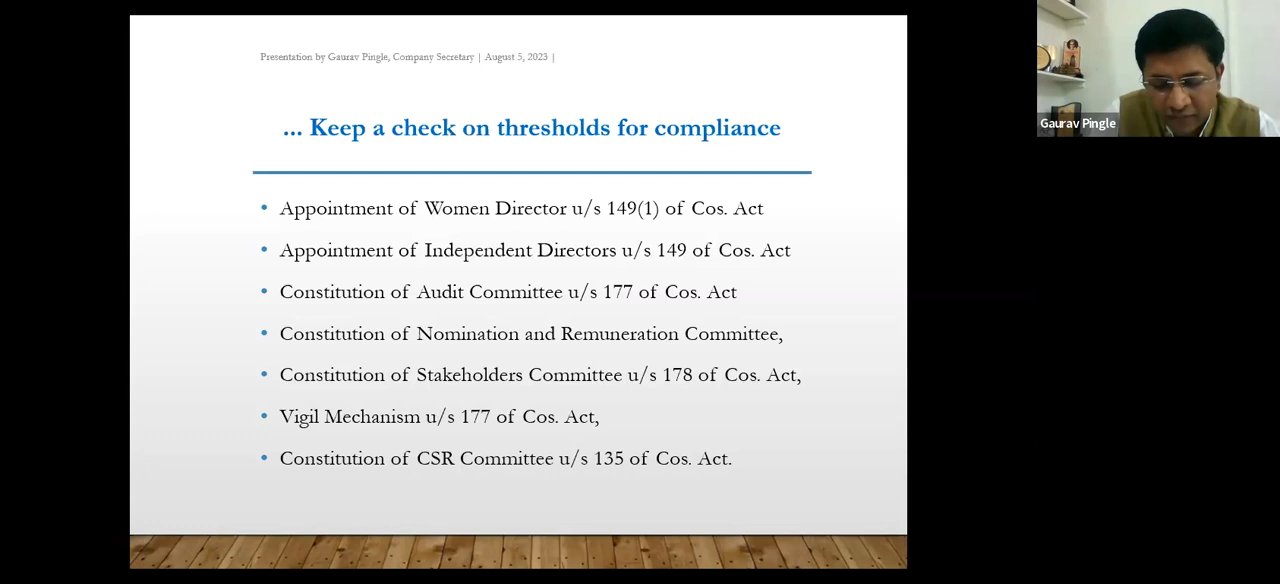 Presentation by Gaurav Pingle, Company Secretary | August 5, 2023 |
... Keep a check on thresholds for compliance
• Appointment of Women Director u/s 149(1) of Cos. Act
• Appointment of Independent Directors u/s 149 of Cos. Act
• Constitution of Audit Committee u/s 177 of Cos. Act
• Constitution of Nomination and Remuneration Committee,
• Constitution of Stakeholders Committee u/s 178 of Cos. Act,
• Vigil Mechanism u/s 177 of Cos. Act,
• Constitution of CSR Committee u/s 135 of Cos. Act.
Gaurav Pingle